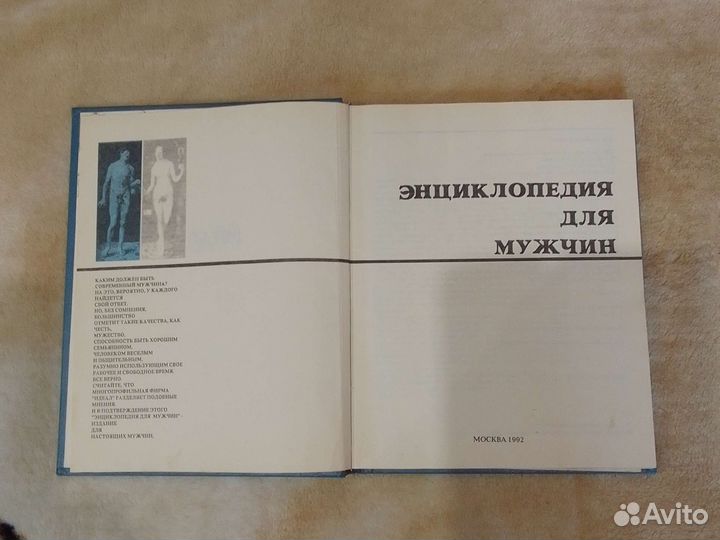 КАКИМ ДОЛЖЕН БЫТЬ
СОВРЕМЕННЫЙ МУЖЧИНА?
НА ЭТО, ВЕРОЯТНО, У КАЖДОГО
НАЙДЕТСЯ
СВОЙ ОТВЕТ.
НО, БЕЗ СОМНЕНИЯ,
БОЛЬШИНСТВО
ОТМЕТИТ ТАКИЕ КАЧЕСТВА, КАК
ЧЕСТЬ,
МУЖЕСТВО,
СПОСОБНОСТЬ БЫТЬ ХОРОШИМ
СЕМЬЯНИНОМ,
ЧЕЛОВЕКОМ ВЕСЕЛЫМ
И ОБЩИТЕЛЬНЫМ,
РАЗУМНО ИСПОЛЬЗУЮЩИМ СВОЕ
РАБОЧЕЕ И СВОБОДНОЕ ВРЕМЯ.
ВСЕ ВЕРНО.
СЧИТАЙТЕ, ЧТО
МНОГОПРОФИЛЬНАЯ ФИРМА
"ИДЕАЛ" РАЗДЕЛЯЕТ ПОДОБНЫЕ
МНЕНИЯ.
И В ПОДТВЕРЖДЕНИЕ ЭТОГО
"ЭНЦИКЛОПЕДИЯ ДЛЯ МУЖЧИН" -
ИЗДАНИЕ
ДЛЯ
НАСТОЯЩИХ МУЖЧИН.
ЭНЦИКЛОПЕДИЯ
ДЛЯ
МУЖЧИН
МОСКВА 1992
Avito